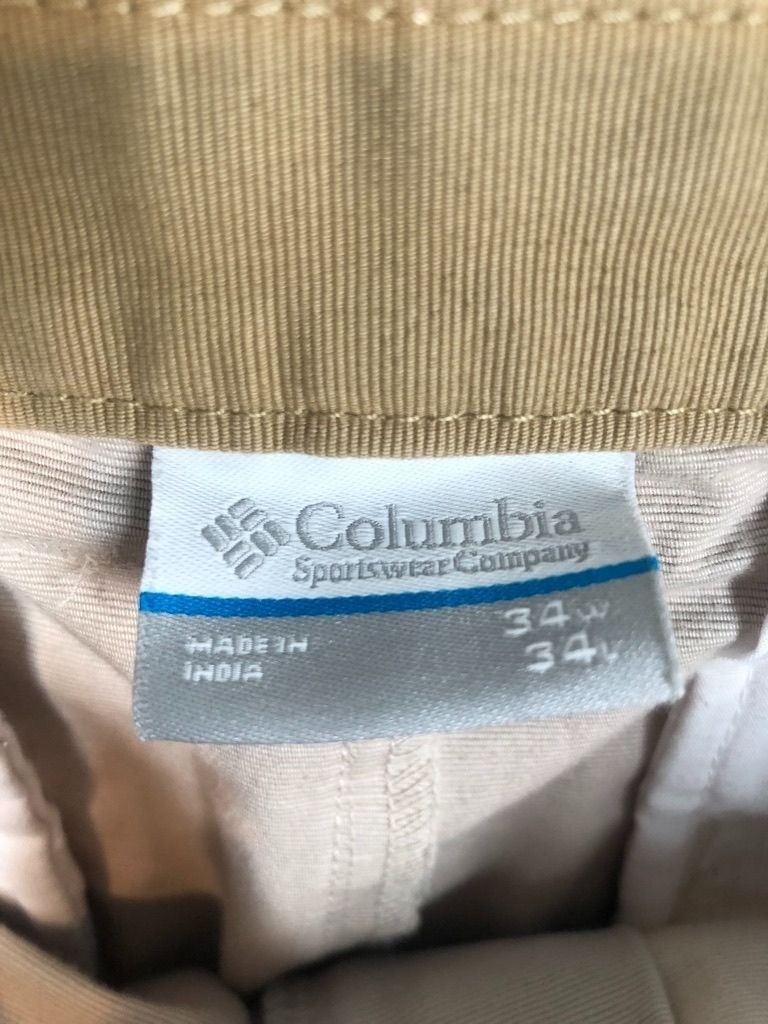 Columbia
Sportswear Company
34W
34L
MADE IN
INDIA